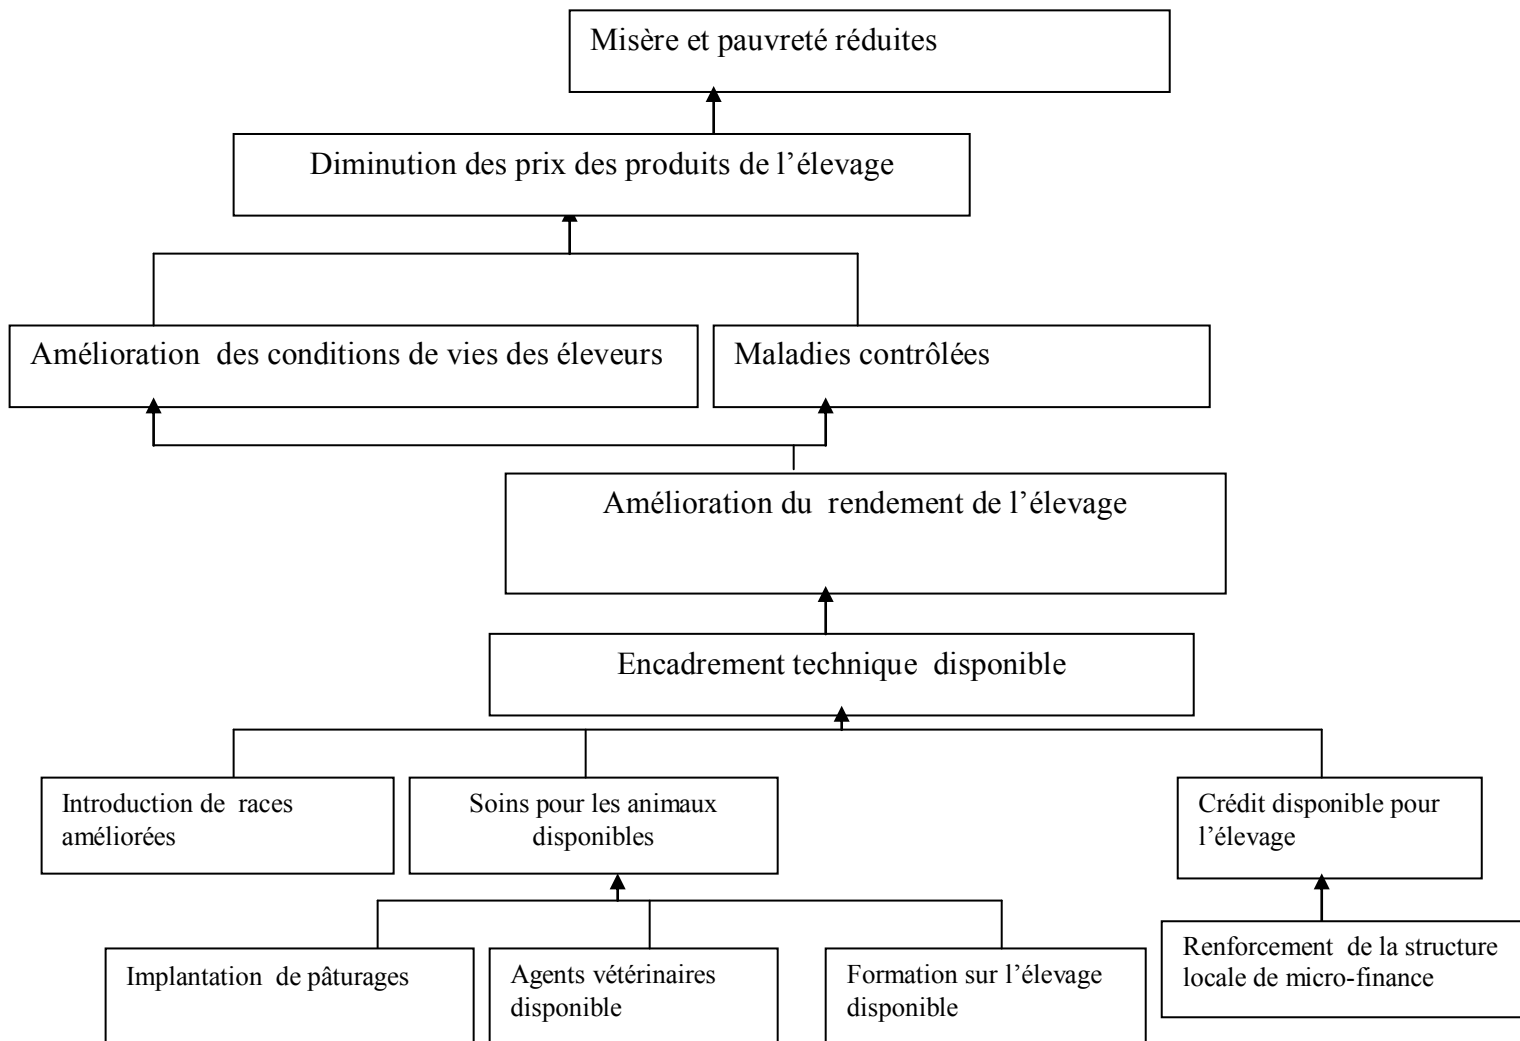 Misère et pauvreté réduites
Diminution des prix des produits de l’élevage
Amélioration des conditions de vies des éleveurs
Maladies contrôlées
Amélioration du rendement de l’élevage
Encadrement technique disponible
Introduction de races
améliorées
Soins pour les animaux
disponibles
Crédit disponible pour
l’élevage
Implantation de pâturages
Agents vétérinaires
disponible
Formation sur l’élevage
disponible
Renforcement de la structure
locale de micro-finance